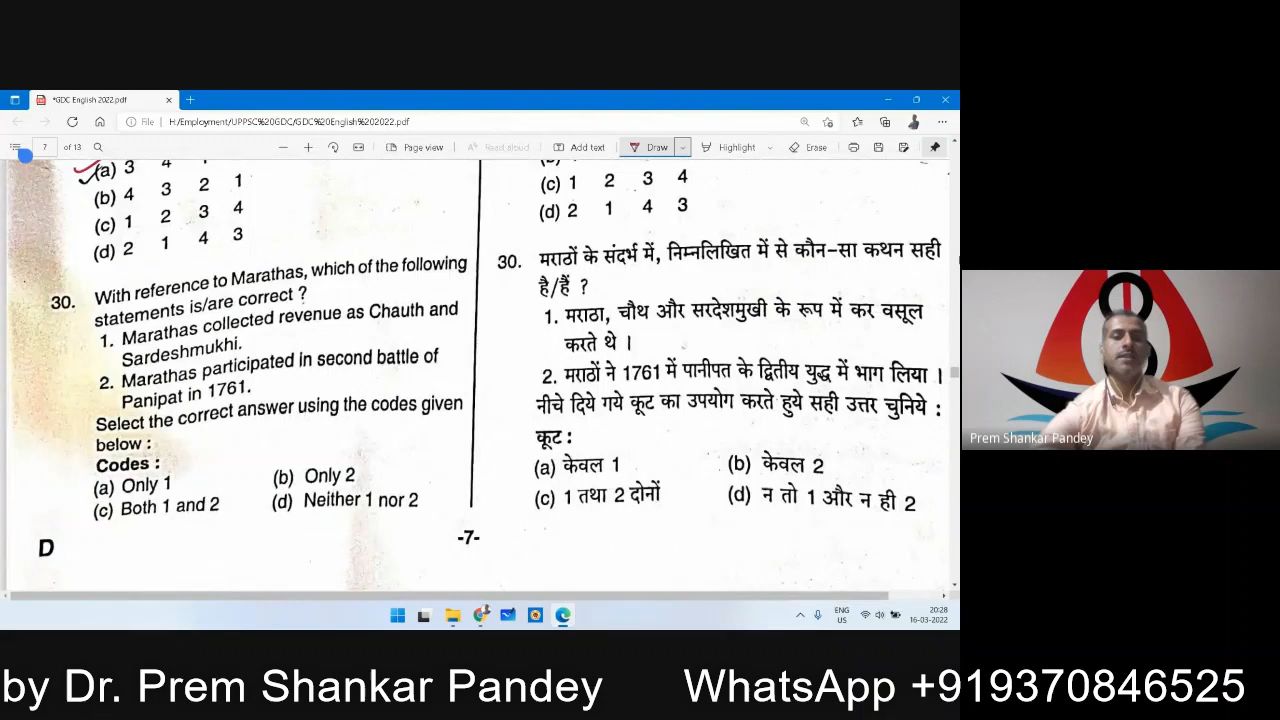 *GDC English 2022.pdf
File
H:/Employment/UPPSC%20GDC/GDC%20English%202022.pdf
7 of 13
Page view
Read aloud
Add text
Draw
Highlight
Erase
(a) 3 4
(b) 4 3 2 1
(c) 1 2 3 4
(d) 2 1 4 3
30. With reference to Marathas, which of the following
statements is/are correct ?
1. Marathas collected revenue as Chauth and
Sardeshmukhi.
2. Marathas participated in second battle of
Panipat in 1761.
Select the correct answer using the codes given
below :
Codes :
(a) Only 1 (b) Only 2
(c) Both 1 and 2 (d) Neither 1 nor 2
D
-7-
(c) 1 2 3 4
(d) 2 1 4 3
30. मराठों के संदर्भ में, निम्नलिखित में से कौन-सा कथन सही
है/हैं ?
1. मराठा, चौथ और सरदेशमुखी के रूप में कर वसूल
करते थे ।
2. मराठों ने 1761 में पानीपत के द्वितीय युद्ध में भाग लिया ।
नीचे दिये गये कूट का उपयोग करते हुये सही उत्तर चुनिये :
कूट :
(a) केवल 1 (b) केवल 2
(c) 1 तथा 2 दोनों (d) न तो 1 और न ही 2
Prem Shankar Pandey
ENG
US
20:28
16-03-2022
by Dr. Prem Shankar Pandey WhatsApp +919370846525